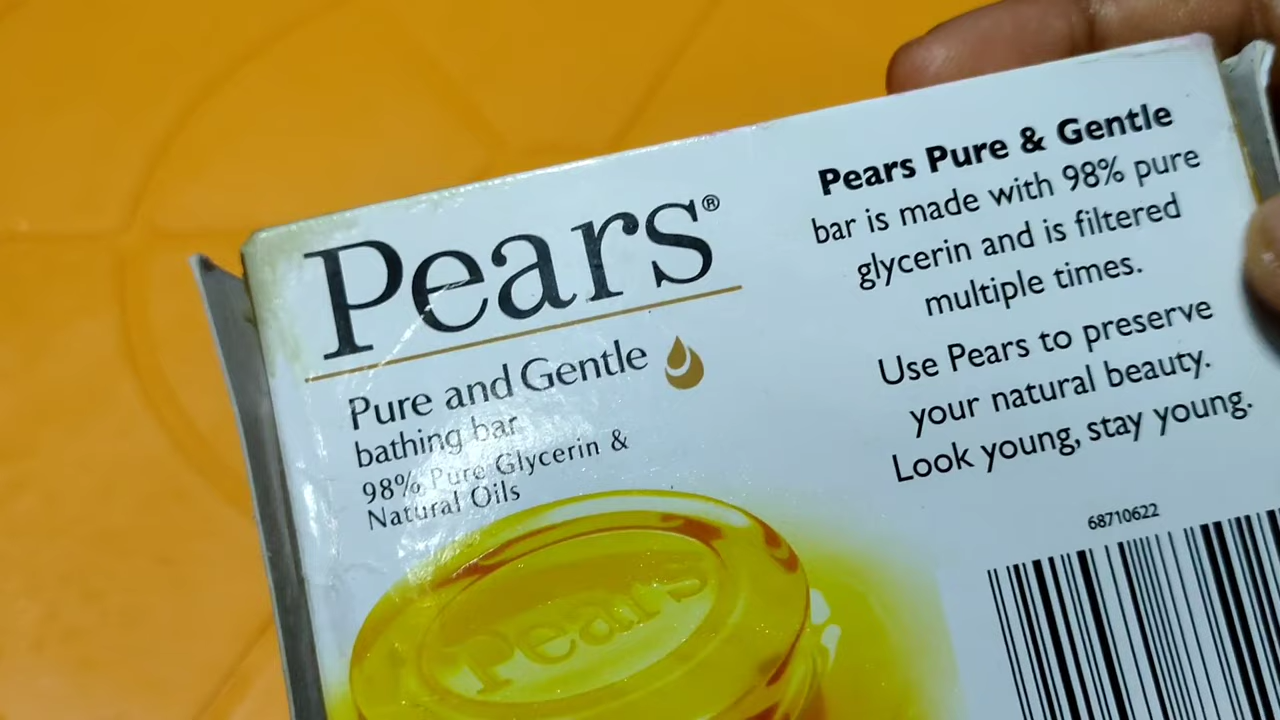 Pears®
Pure and Gentle
bathing bar
98% Pure Glycerin &
Natural Oils
Pears
Pears Pure & Gentle
bar is made with 98% pure
glycerin and is filtered
multiple times.
Use Pears to preserve
your natural beauty.
Look young, stay young.
68710622